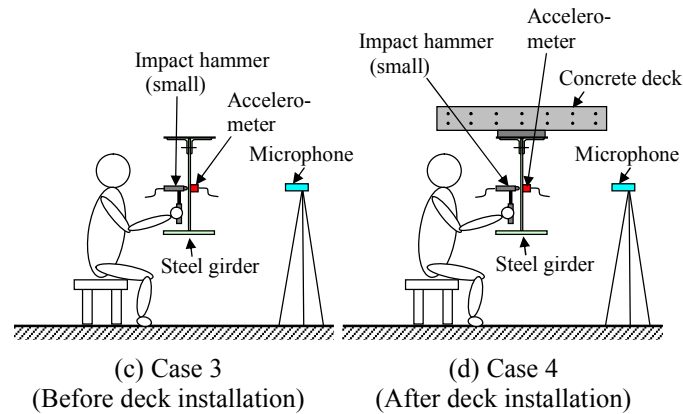 Impact hammer
(small)
Accelero-
meter
Microphone
Steel girder
(c) Case 3
(Before deck installation)
Impact hammer
(small)
Accelero-
meter
Concrete deck
Microphone
Steel girder
(d) Case 4
(After deck installation)